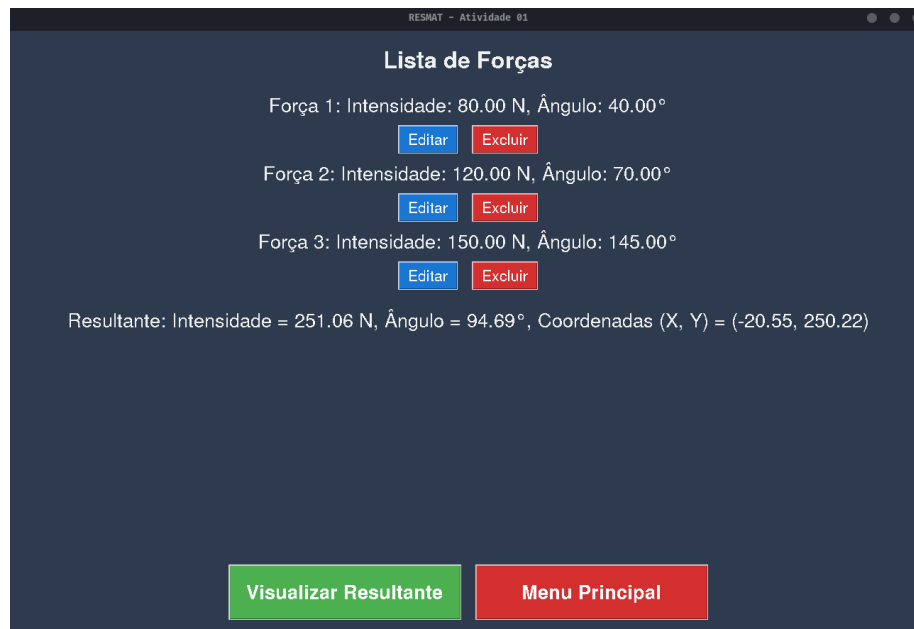 RESMAT - Atividade 01
Lista de Forças
Força 1: Intensidade: 80.00 N, Ângulo: 40.00°
Editar Excluir
Força 2: Intensidade: 120.00 N, Ângulo: 70.00°
Editar Excluir
Força 3: Intensidade: 150.00 N, Ângulo: 145.00°
Editar Excluir
Resultante: Intensidade = 251.06 N, Ângulo = 94.69°, Coordenadas (X, Y) = (-20.55, 250.22)
Visualizar Resultante Menu Principal